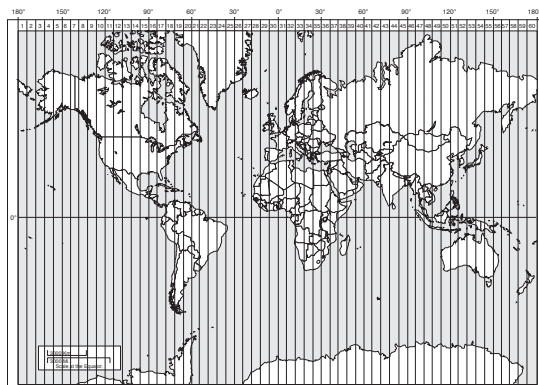 180° 150° 120° 90° 60° 30° 0° 30° 60° 90° 120° 150° 180°
1 2 3 4 5 6 7 8 9 10 11 12 13 14 15 16 17 18 19 20 21 22 23 24 25 26 27 28 29 30 31 32 33 34 35 36 37 38 39 40 41 42 43 44 45 46 47 48 49 50 51 52 53 54 55 56 57 58 59 60
0°
3000 Km
3000 Mi
Scale at the Equator